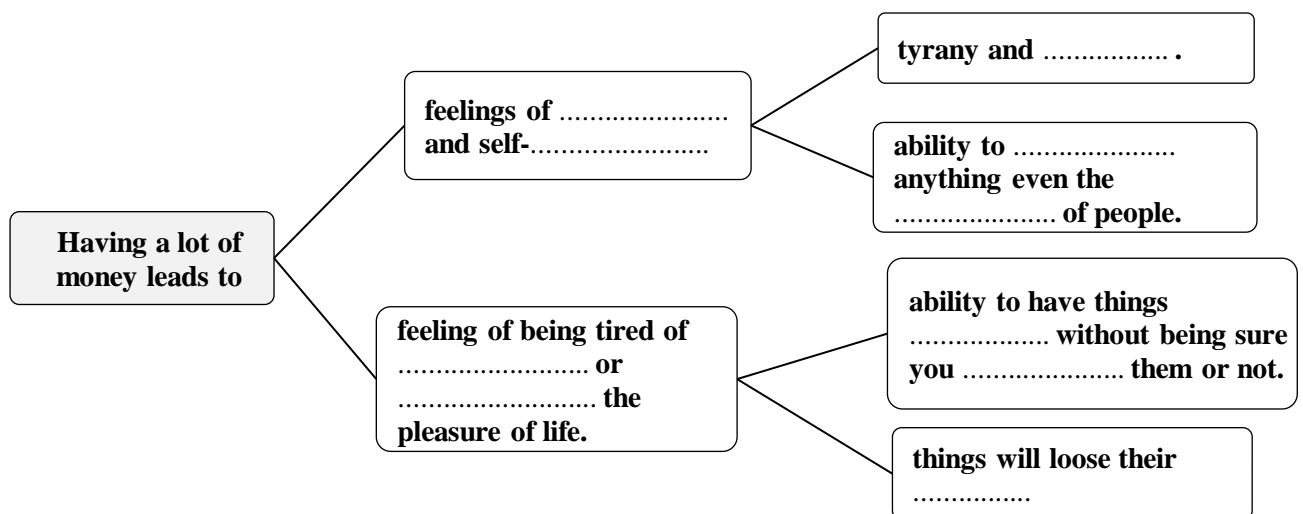 Having a lot of
money leads to
feelings of .......................
and self-........................
tyrany and ................. .
ability to ......................
anything even the
...................... of people.
feeling of being tired of
.......................... or
........................... the
pleasure of life.
ability to have things
................... without being sure
you ...................... them or not.
things will loose their
................